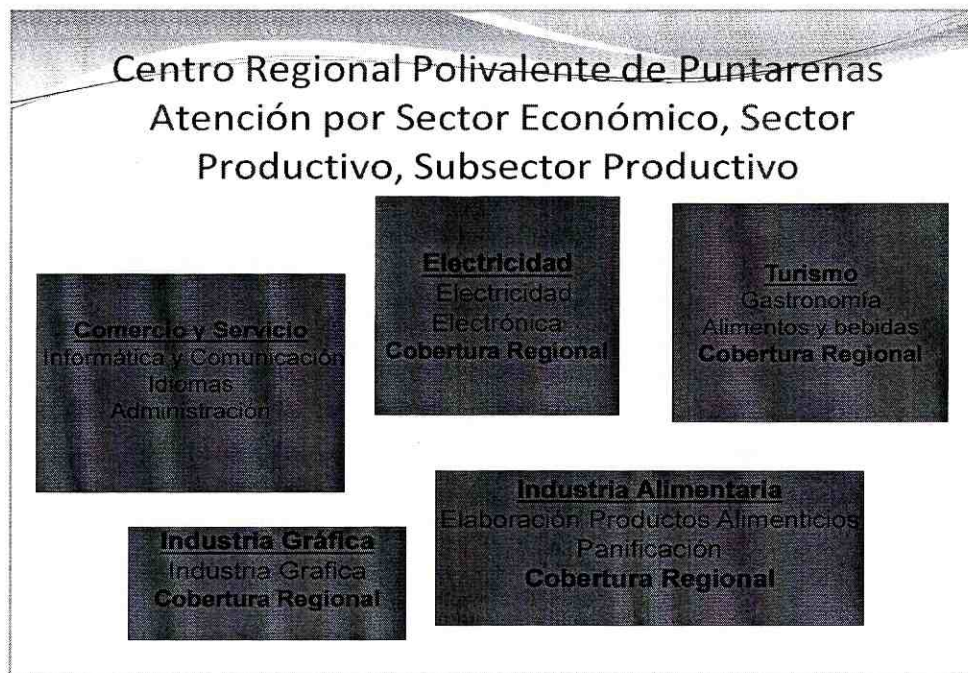 Centro Regional Polivalente de Puntarenas
Atención por Sector Económico, Sector
Productivo, Subsector Productivo
Comercio y Servicio
Informática y Comunicación
Idiomas
Administración
Electricidad
Electricidad
Electrónica
Cobertura Regional
Turismo
Gastronomía
Alimentos y bebidas
Cobertura Regional
Industria Gráfica
Industria Grafica
Cobertura Regional
Industria Alimentaria
Elaboración Productos Alimenticios
Panificación
Cobertura Regional